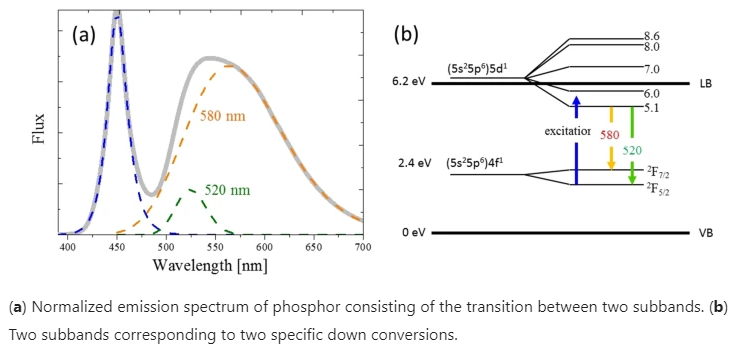 (a)
580 nm
520 nm
Flux
400 450 500 550 600 650 700
Wavelength [nm]
(b)
8.6
8.0
(5s²5p⁶)5d¹
7.0
6.2 eV
LB
6.0
5.1
excitation
580
520
2.4 eV
(5s²5p⁶)4f¹
²F₇/₂
²F₅/₂
0 eV
VB
(a) Normalized emission spectrum of phosphor consisting of the transition between two subbands. (b)
Two subbands corresponding to two specific down conversions.